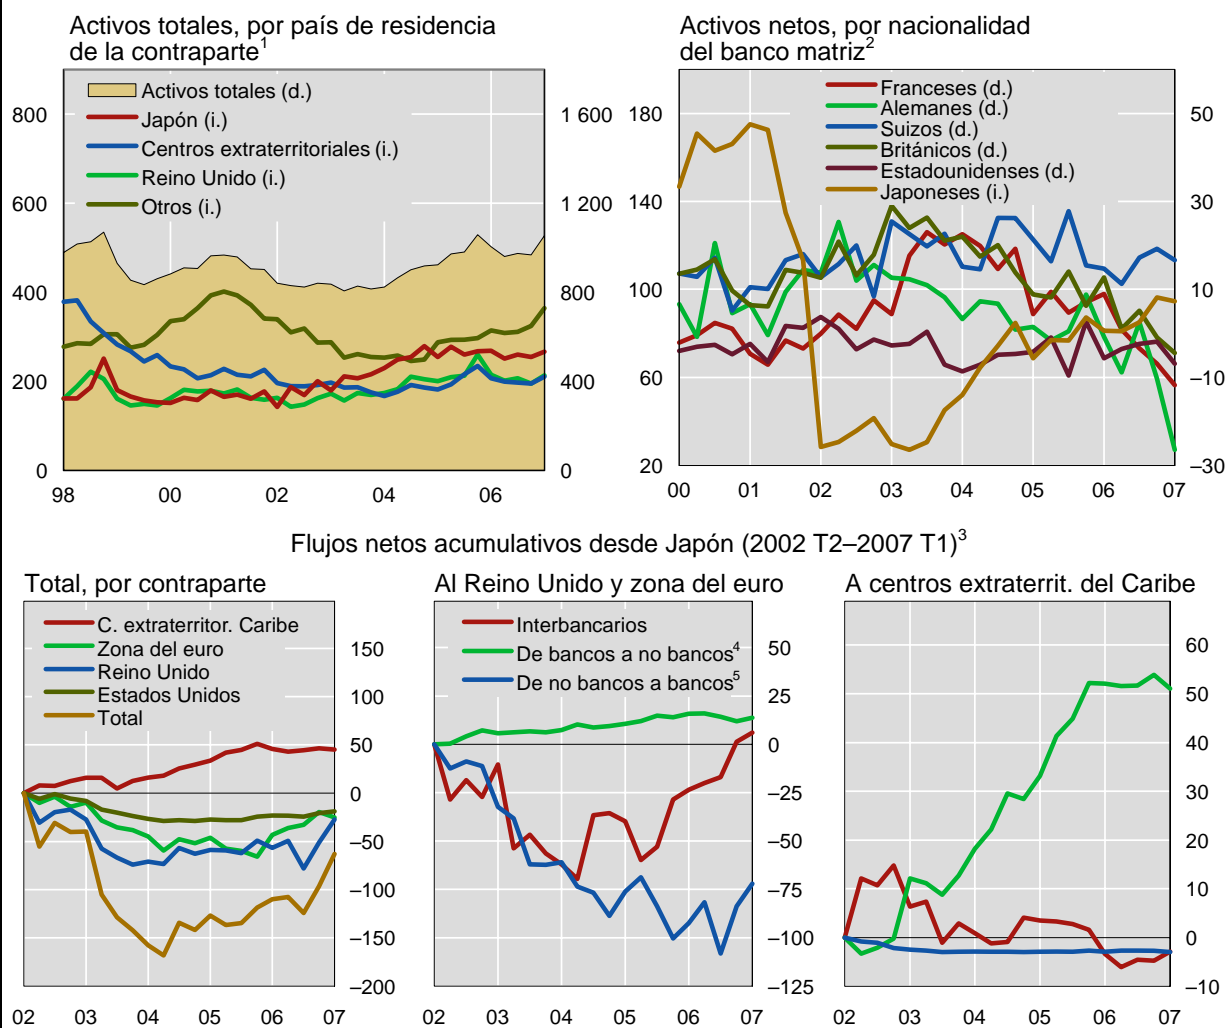 Activos totales, por país de residencia
de la contraparte1
Activos totales (d.)
Japón (i.)
Centros extraterritoriales (i.)
Reino Unido (i.)
Otros (i.)
800
600
400
200
0
1 600
1 200
800
400
0
98 00 02 04 06
Activos netos, por nacionalidad
del banco matriz2
Franceses (d.)
Alemanes (d.)
Suizos (d.)
Británicos (d.)
Estadounidenses (d.)
Japoneses (i.)
180
140
100
60
20
50
30
10
–10
–30
00 01 02 03 04 05 06 07
Flujos netos acumulativos desde Japón (2002 T2–2007 T1)3
Total, por contraparte
C. extraterritor. Caribe
Zona del euro
Reino Unido
Estados Unidos
Total
150
100
50
0
–50
–100
–150
–200
02 03 04 05 06 07
Al Reino Unido y zona del euro
Interbancarios
De bancos a no bancos4
De no bancos a bancos5
50
25
0
–25
–50
–75
–100
–125
02 03 04 05 06 07
A centros extraterrit. del Caribe
60
50
40
30
20
10
0
–10
02 03 04 05 06 07